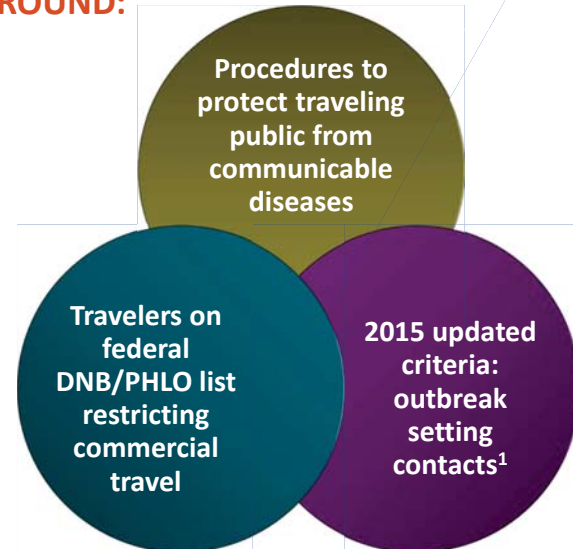 ROUND:
Procedures to
protect traveling
public from
communicable
diseases
Travelers on
federal
DNB/PHLO list
restricting
commercial
travel
2015 updated
criteria:
outbreak
setting
contacts¹